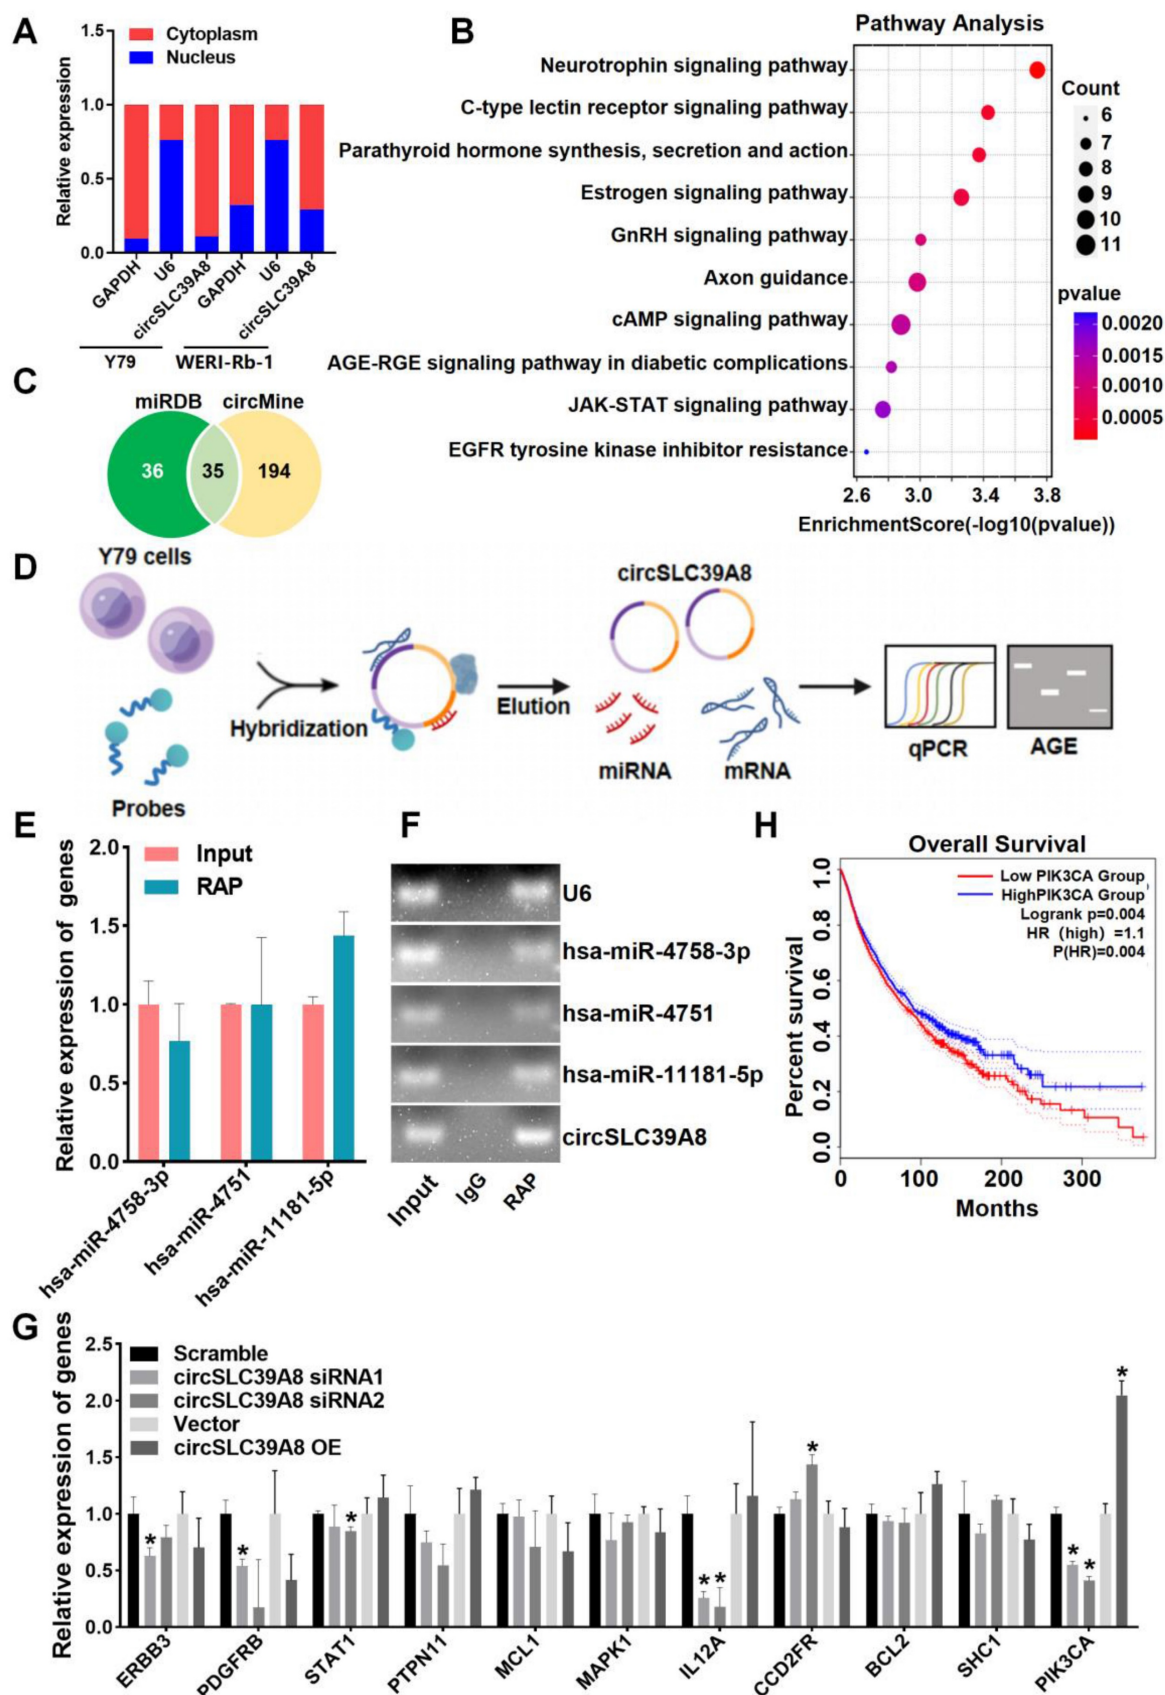 A
1.5
1.0
0.5
0.0
Relative expression
Cytoplasm
Nucleus
GAPDH
U6
circSLC39A8
GAPDH
U6
circSLC39A8
Y79
WERI-Rb-1
B
Pathway Analysis
Neurotrophin signaling pathway
C-type lectin receptor signaling pathway
Parathyroid hormone synthesis, secretion and action
Estrogen signaling pathway
GnRH signaling pathway
Axon guidance
cAMP signaling pathway
AGE-RGE signaling pathway in diabetic complications
JAK-STAT signaling pathway
EGFR tyrosine kinase inhibitor resistance
2.6 3.0 3.4 3.8
EnrichmentScore(-log10(pvalue))
Count
6
7
8
9
10
11
pvalue
0.0020
0.0015
0.0010
0.0005
C
miRDB circMine
36 35 194
D
Y79 cells
Probes
Hybridization
Elution
circSLC39A8
miRNA
mRNA
qPCR
AGE
E
Relative expression of genes
2.0
1.5
1.0
0.5
0.0
Input
RAP
hsa-miR-4758-3p
hsa-miR-4751
hsa-miR-11181-5p
F
U6
hsa-miR-4758-3p
hsa-miR-4751
hsa-miR-11181-5p
circSLC39A8
Input
IgG
RAP
H
Overall Survival
Low PIK3CA Group
HighPIK3CA Group
Logrank p=0.004
HR (high) =1.1
P(HR)=0.004
Percent survival
1.0
0.8
0.6
0.4
0.2
0.0
0 100 200 300
Months
G
Relative expression of genes
2.5
2.0
1.5
1.0
0.5
0.0
Scramble
circSLC39A8 siRNA1
circSLC39A8 siRNA2
Vector
circSLC39A8 OE
*
*
*
*
*
*
*
*
*
ERBB3
PDGFRB
STAT1
PTPN11
MCL1
MAPK1
IL12A
CCD2FR
BCL2
SHC1
PIK3CA